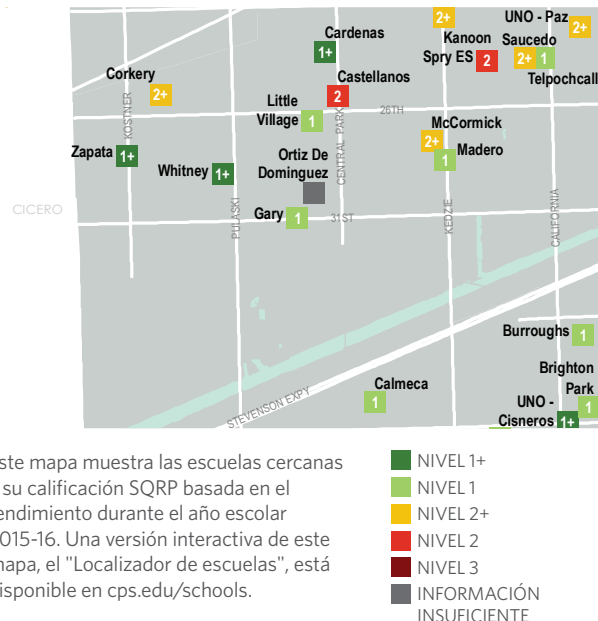 UNO - Paz
2+
2+
Cardenas
1+
Kanoon
Spry ES
2
Saucedo
2+
1
Telpochcall
Corkery
2+
Castellanos
2
KOSTNER
Little
Village
1
26TH
CENTRAL PARK
McCormick
2+
Madero
1
Zapata
1+
Whitney
1+
Ortiz De
Dominguez
CICERO
PULASKI
Gary
1
31ST
KEDZIE
CALIFORNIA
Burroughs
1
Brighton
Park
1
Calmeca
1
STEVENSON EXPY
UNO -
Cisneros
1+
ste mapa muestra las escuelas cercanas
su calificación SQRP basada en el
endimiento durante el año escolar
015-16. Una versión interactiva de este
apa, el "Localizador de escuelas", está
isponible en cps.edu/schools.
NIVEL 1+
NIVEL 1
NIVEL 2+
NIVEL 2
NIVEL 3
INFORMACIÓN
INSUFICIENTE